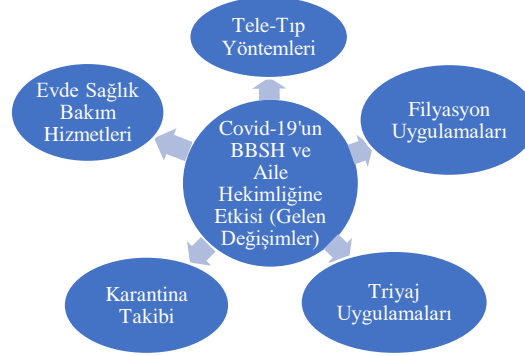 Tele-Tıp
Yöntemleri
Evde Sağlık
Bakım
Hizmetleri
Filyasyon
Uygulamaları
Covid-19'un
BBSH ve
Aile
Hekimliğine
Etkisi (Gelen
Değişimler)
Karantina
Takibi
Triyaj
Uygulamaları